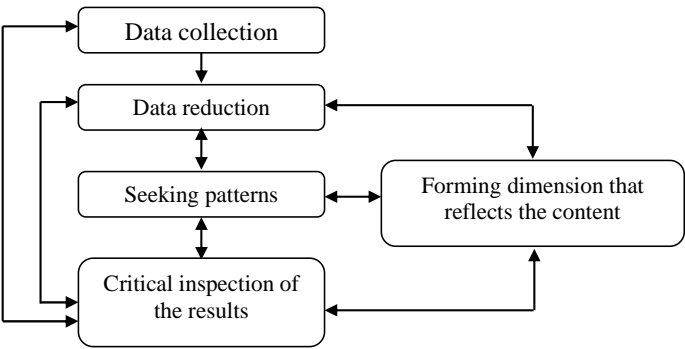 Data collection
Data reduction
Seeking patterns
Forming dimension that
reflects the content
Critical inspection of
the results